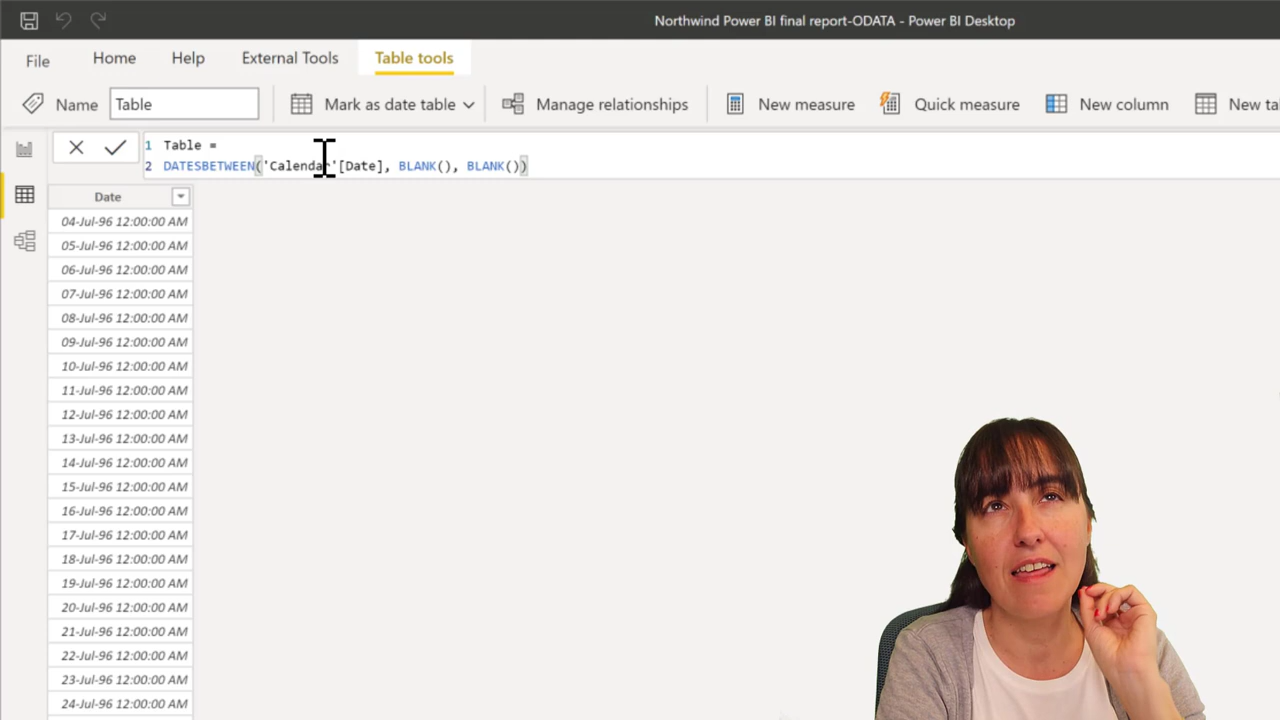 Northwind Power BI final report-ODATA - Power BI Desktop
File Home Help External Tools Table tools
Name Table Mark as date table Manage relationships New measure Quick measure New column New ta
1 Table =
2 DATESBETWEEN('Calendar'[Date], BLANK(), BLANK())
Date
04-Jul-96 12:00:00 AM
05-Jul-96 12:00:00 AM
06-Jul-96 12:00:00 AM
07-Jul-96 12:00:00 AM
08-Jul-96 12:00:00 AM
09-Jul-96 12:00:00 AM
10-Jul-96 12:00:00 AM
11-Jul-96 12:00:00 AM
12-Jul-96 12:00:00 AM
13-Jul-96 12:00:00 AM
14-Jul-96 12:00:00 AM
15-Jul-96 12:00:00 AM
16-Jul-96 12:00:00 AM
17-Jul-96 12:00:00 AM
18-Jul-96 12:00:00 AM
19-Jul-96 12:00:00 AM
20-Jul-96 12:00:00 AM
21-Jul-96 12:00:00 AM
22-Jul-96 12:00:00 AM
23-Jul-96 12:00:00 AM
24-Jul-96 12:00:00 AM